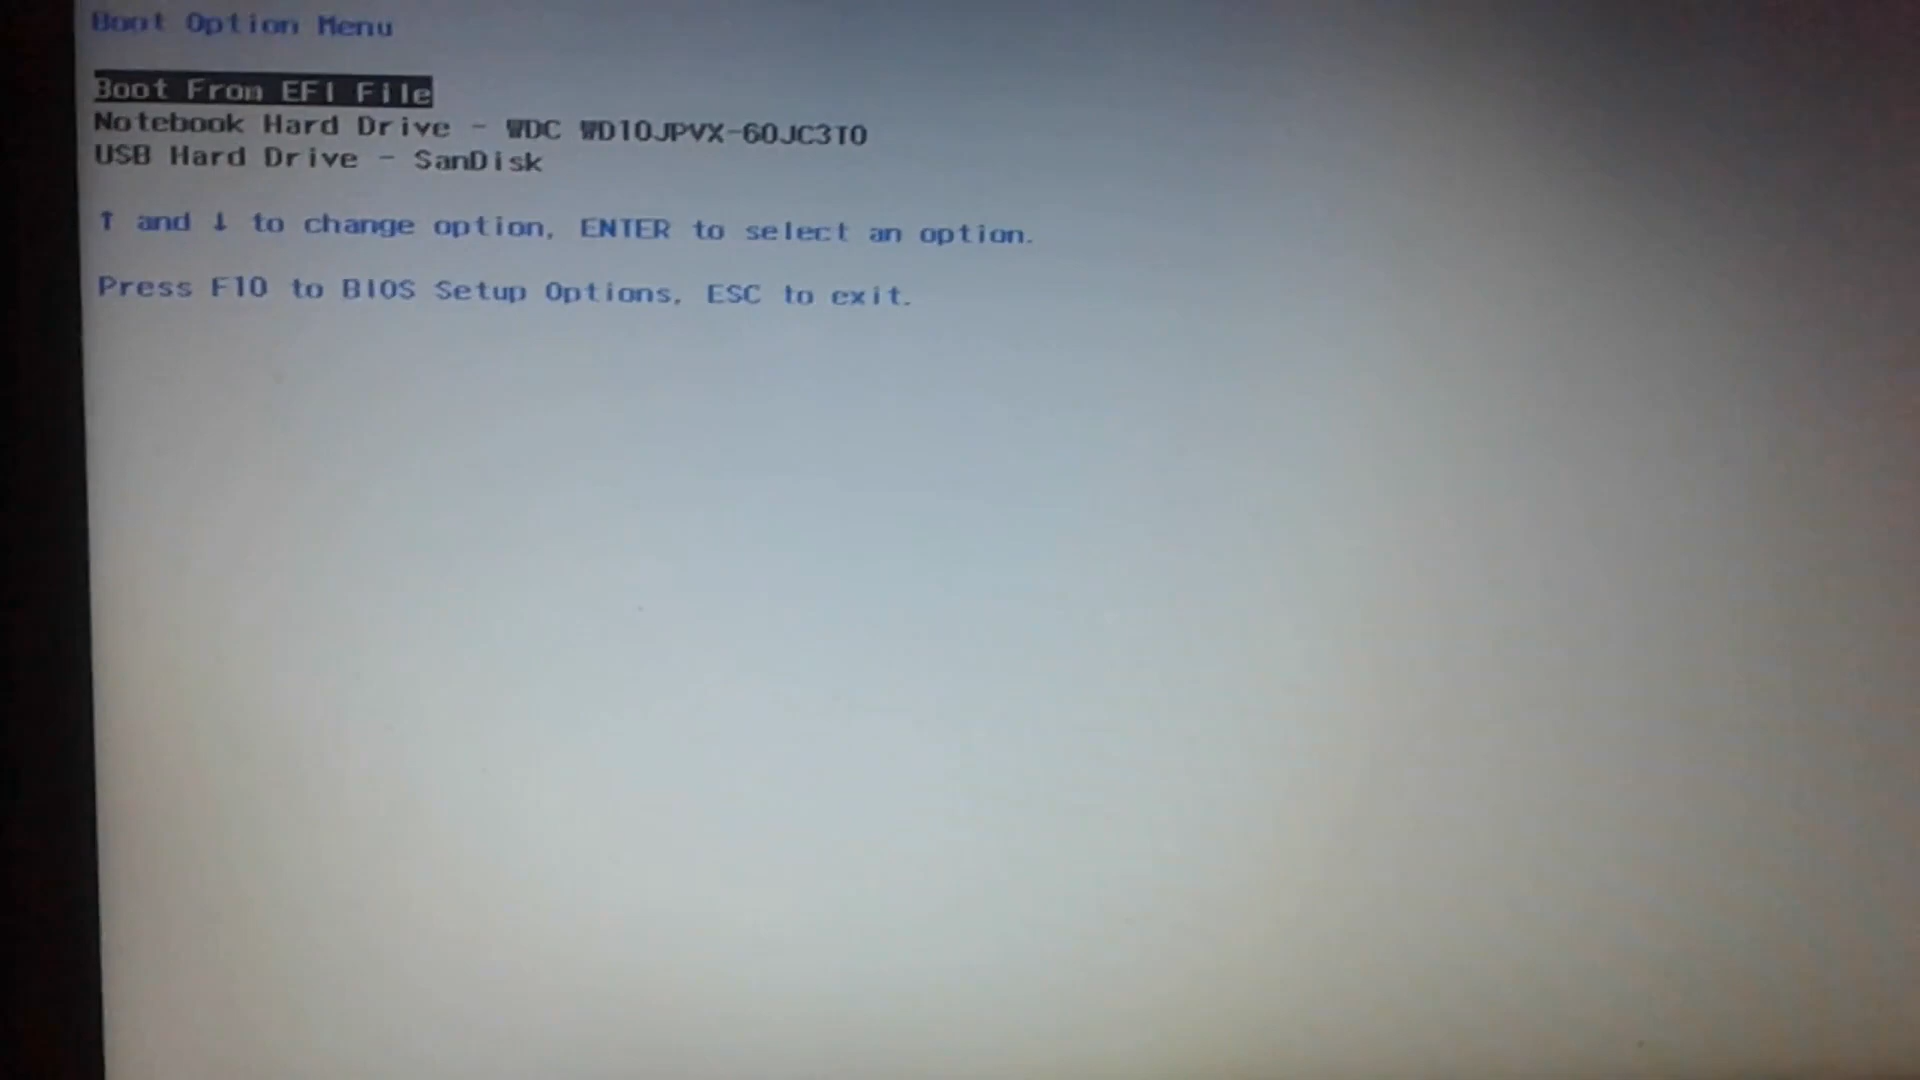 Boot Option Menu
Boot From EFI File
Notebook Hard Drive - WDC WD10JPVX-60JC3T0
USB Hard Drive - SanDisk
↑ and ↓ to change option, ENTER to select an option.
Press F10 to BIOS Setup Options, ESC to exit.